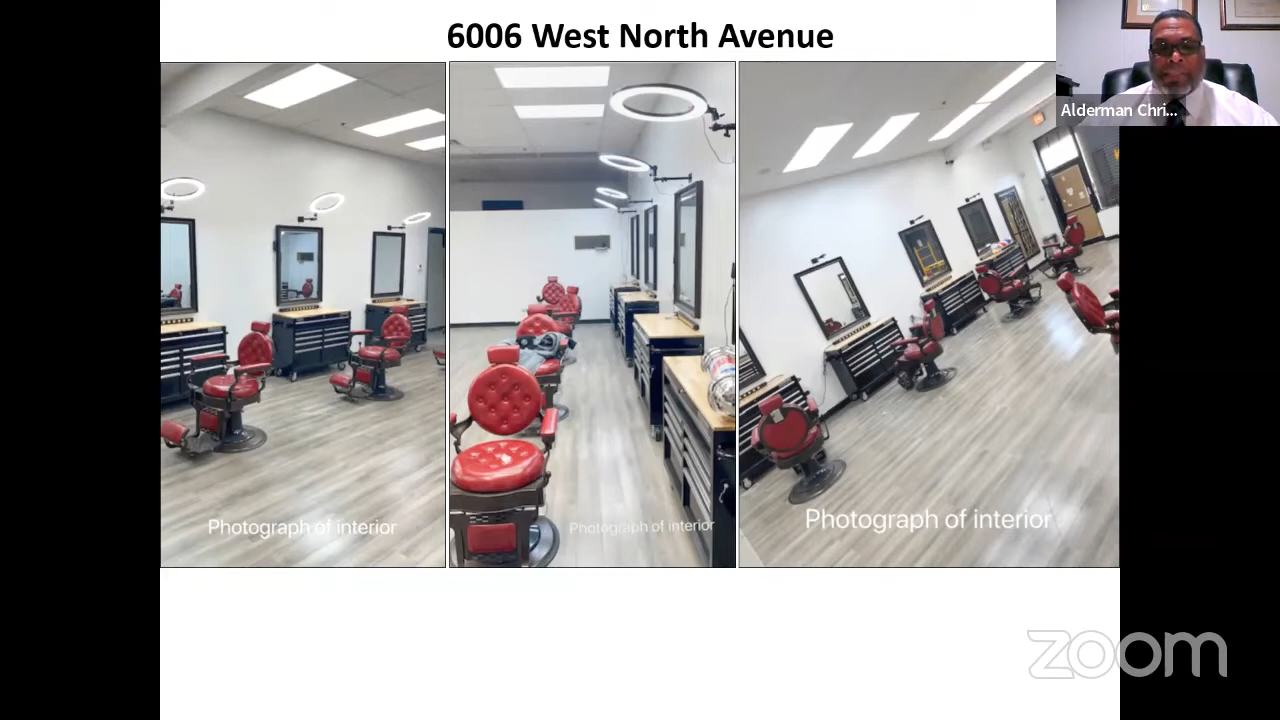 6006 West North Avenue
Alderman Chri...
Photograph of interior
Photograph of interior
Photograph of interior
zoom